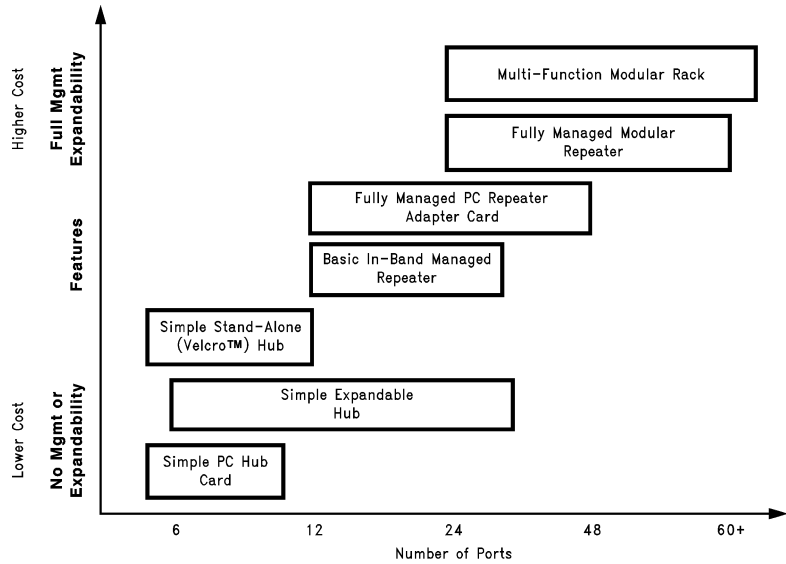 Higher Cost
Full Mgmt
Expandability
Multi-Function Modular Rack
Fully Managed Modular
Repeater
Fully Managed PC Repeater
Adapter Card
Features
Basic In-Band Managed
Repeater
Simple Stand-Alone
(Velcro™) Hub
Simple Expandable
Hub
Lower Cost
No Mgmt or
Expandability
Simple PC Hub
Card
6 12 24 48 60+
Number of Ports